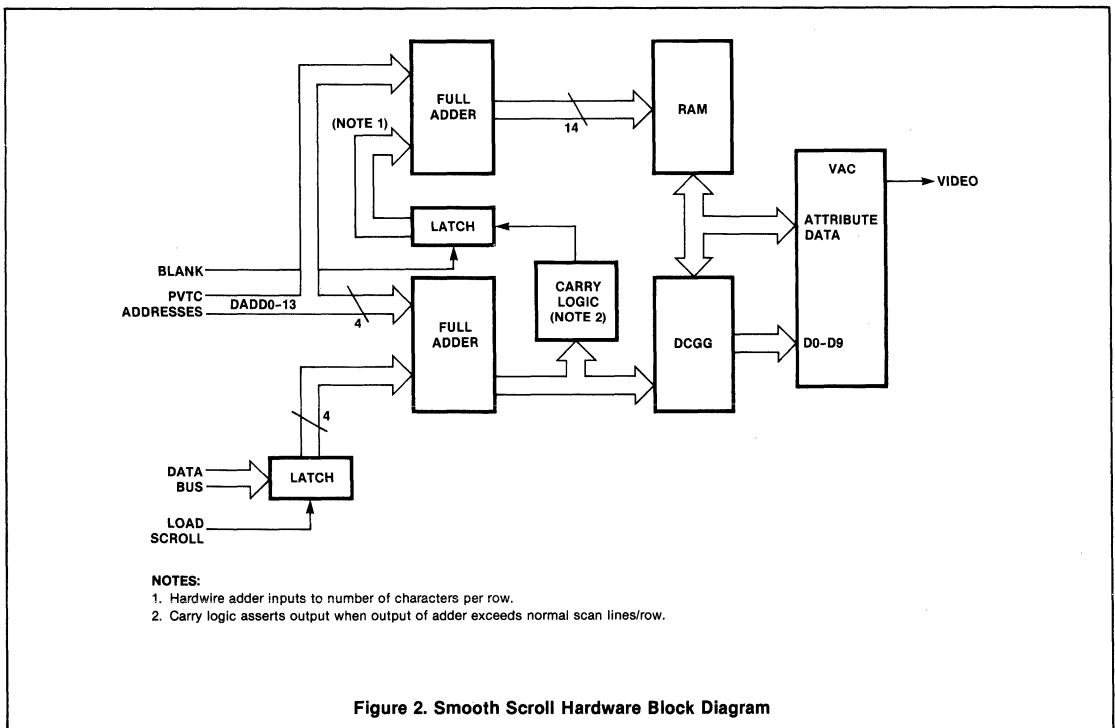 FULL
ADDER
14
RAM
(NOTE 1)
VAC
VIDEO
ATTRIBUTE
DATA
LATCH
BLANK
PVTC
ADDRESSES
DADD0-13
4
FULL
ADDER
CARRY
LOGIC
(NOTE 2)
DCGG
D0-D9
4
DATA
BUS
LATCH
LOAD
SCROLL
NOTES:
1. Hardwire adder inputs to number of characters per row.
2. Carry logic asserts output when output of adder exceeds normal scan lines/row.
Figure 2. Smooth Scroll Hardware Block Diagram